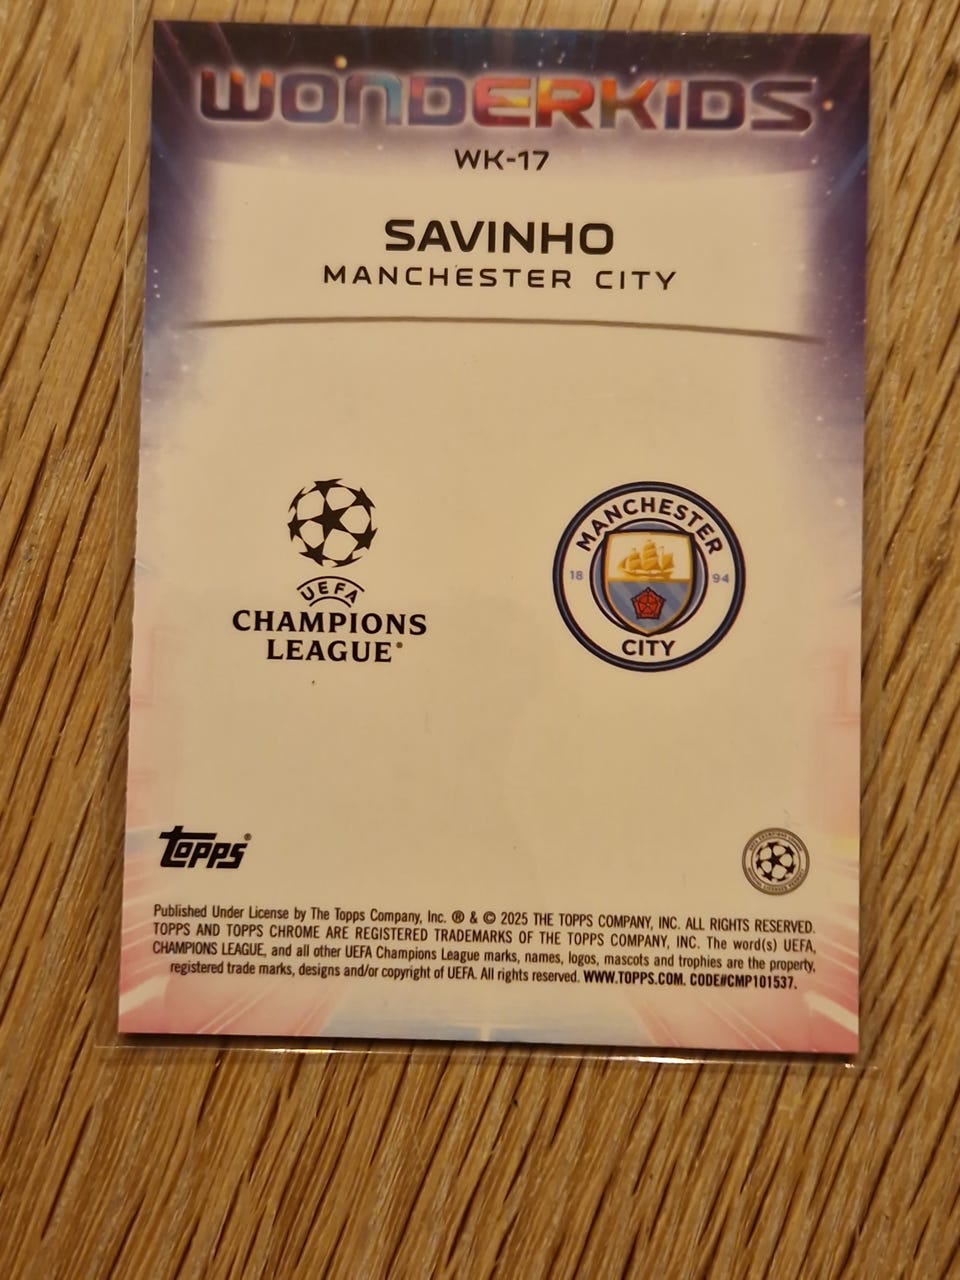 WONDERKIDS
WK-17
SAVINHO
MANCHESTER CITY
UEFA
CHAMPIONS
LEAGUE®
MANCHESTER
18 94
CITY
Topps®
Published Under License by The Topps Company, Inc. ® & © 2025 THE TOPPS COMPANY, INC. ALL RIGHTS RESERVED.
TOPPS AND TOPPS CHROME ARE REGISTERED TRADEMARKS OF THE TOPPS COMPANY, INC. The word(s) UEFA,
CHAMPIONS LEAGUE, and all other UEFA Champions League marks, names, logos, mascots and trophies are the property,
registered trade marks, designs and/or copyright of UEFA. All rights reserved. WWW.TOPPS.COM. CODE#CMP101537.